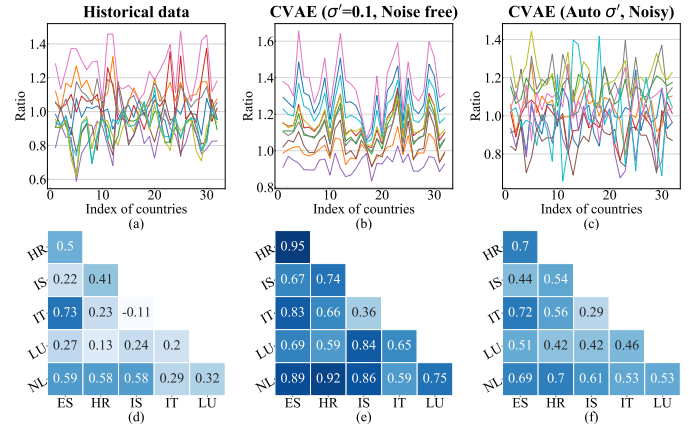 Historical data
CVAE (σ′=0.1, Noise free)
CVAE (Auto σ′, Noisy)
Ratio
1.4
1.2
1.0
0.8
0.6
0 10 20 30
Index of countries
(a)
Ratio
1.6
1.4
1.2
1.0
0.8
0 10 20 30
Index of countries
(b)
Ratio
1.4
1.2
1.0
0.8
0 10 20 30
Index of countries
(c)
HR 0.5
IS 0.22 0.41
IT 0.73 0.23 -0.11
LU 0.27 0.13 0.24 0.2
NL 0.59 0.58 0.58 0.29 0.32
ES HR IS IT LU
(d)
HR 0.95
IS 0.67 0.74
IT 0.83 0.66 0.36
LU 0.69 0.59 0.84 0.65
NL 0.89 0.92 0.86 0.59 0.75
ES HR IS IT LU
(e)
HR 0.7
IS 0.44 0.54
IT 0.72 0.56 0.29
LU 0.51 0.42 0.42 0.46
NL 0.69 0.7 0.61 0.53 0.53
ES HR IS IT LU
(f)